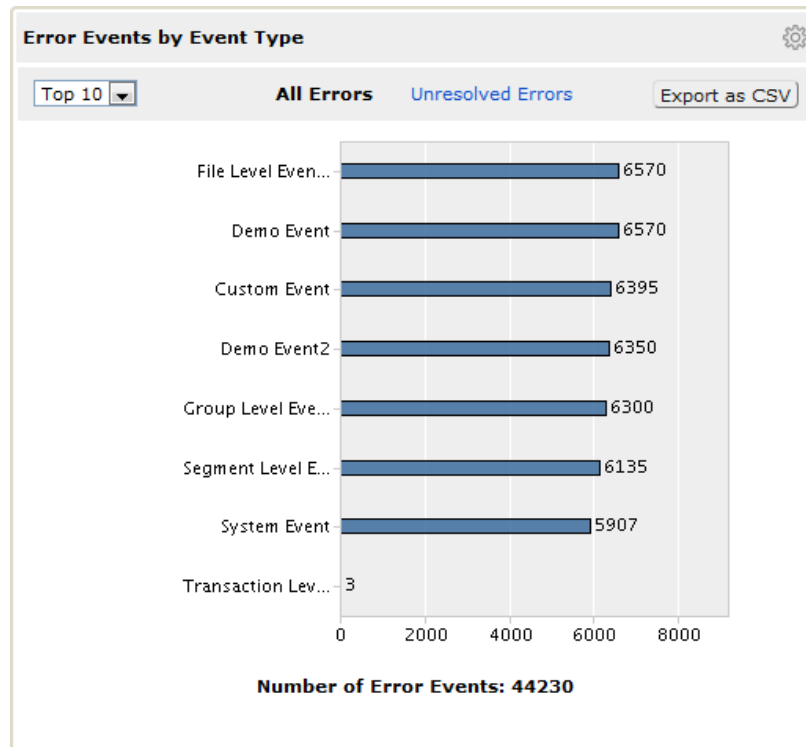 Error Events by Event Type
Top 10 All Errors Unresolved Errors Export as CSV
File Level Even... 6570
Demo Event 6570
Custom Event 6395
Demo Event2 6350
Group Level Eve... 6300
Segment Level E... 6135
System Event 5907
Transaction Lev... 3
0 2000 4000 6000 8000
Number of Error Events: 44230